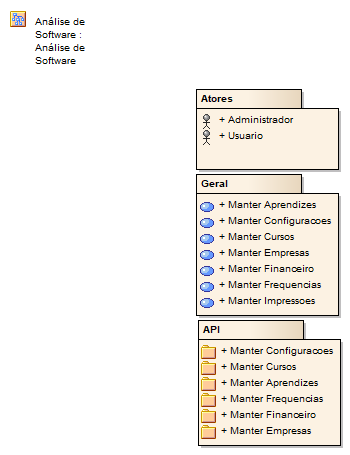 Análise de
Software :
Análise de
Software
Atores
+ Administrador
+ Usuario
Geral
+ Manter Aprendizes
+ Manter Configuracoes
+ Manter Cursos
+ Manter Empresas
+ Manter Financeiro
+ Manter Frequencias
+ Manter Impressoes
API
+ Manter Configuracoes
+ Manter Cursos
+ Manter Aprendizes
+ Manter Frequencias
+ Manter Financeiro
+ Manter Empresas